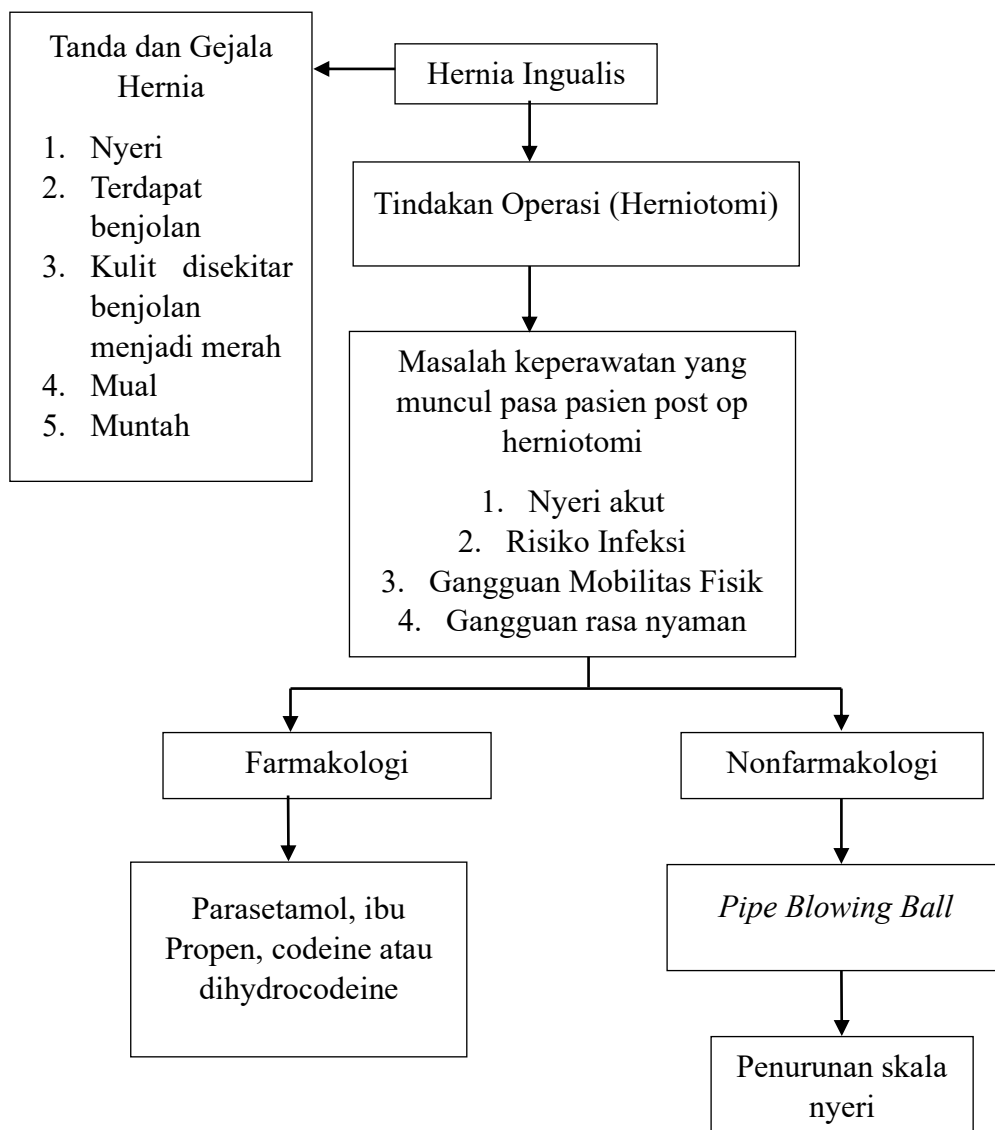 Tanda dan Gejala
Hernia
1. Nyeri
2. Terdapat
benjolan
3. Kulit disekitar
benjolan
menjadi merah
4. Mual
5. Muntah
Hernia Ingualis
Tindakan Operasi (Herniotomi)
Masalah keperawatan yang
muncul pasa pasien post op
herniotomi
1. Nyeri akut
2. Risiko Infeksi
3. Gangguan Mobilitas Fisik
4. Gangguan rasa nyaman
Farmakologi
Nonfarmakologi
Parasetamol, ibu
Propen, codeine atau
dihydrocodeine
Pipe Blowing Ball
Penurunan skala
nyeri